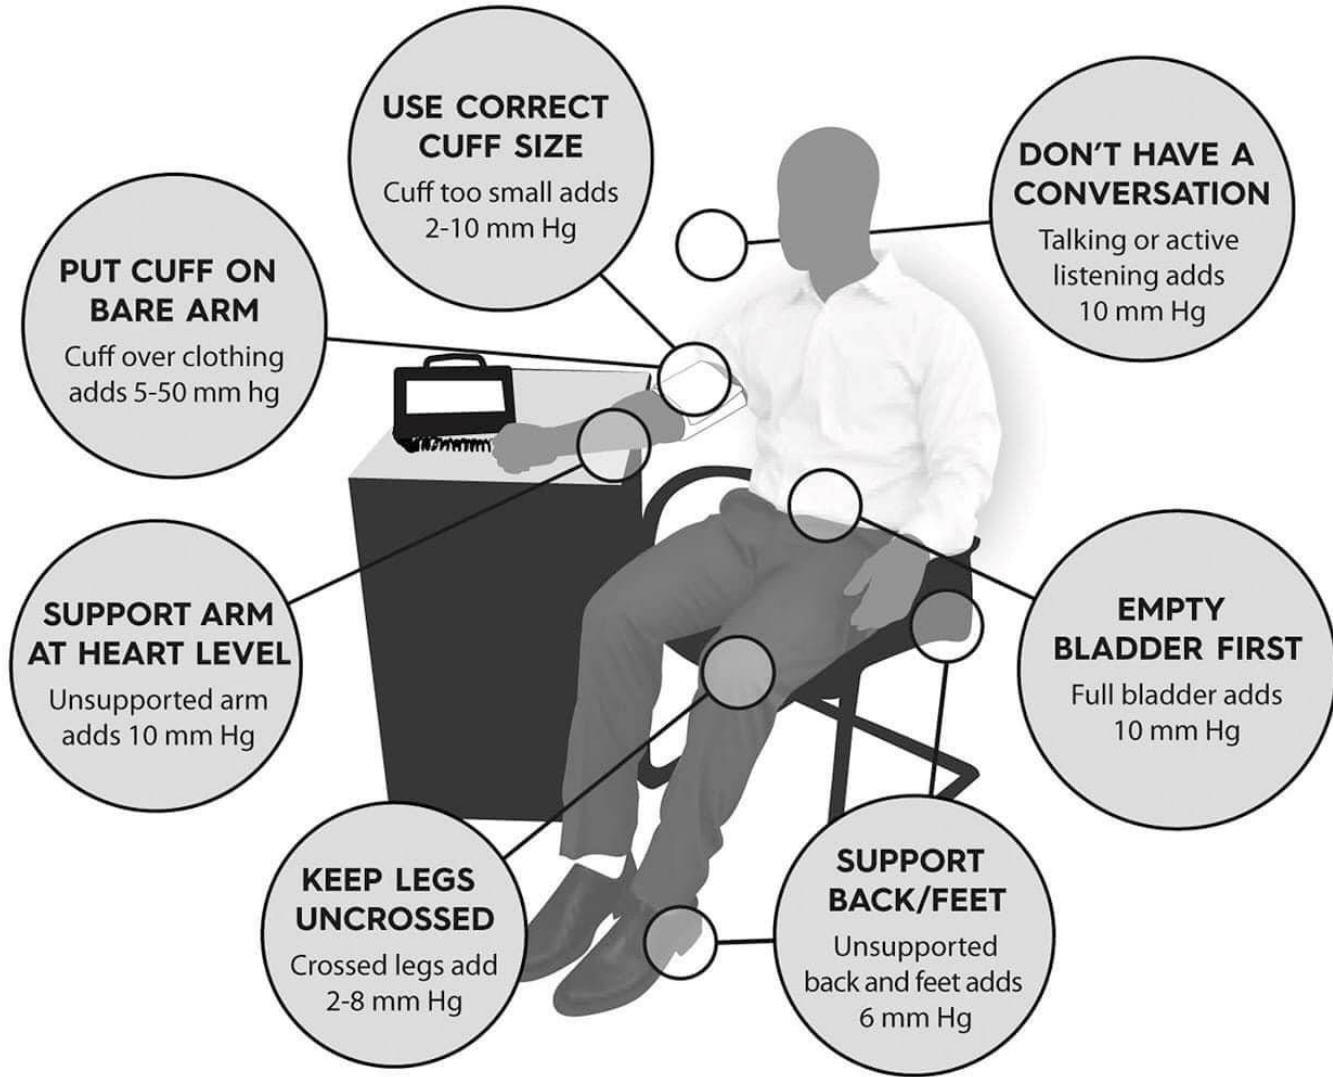 USE CORRECT
CUFF SIZE
Cuff too small adds
2-10 mm Hg
DON'T HAVE A
CONVERSATION
Talking or active
listening adds
10 mm Hg
PUT CUFF ON
BARE ARM
Cuff over clothing
adds 5-50 mm hg
SUPPORT ARM
AT HEART LEVEL
Unsupported arm
adds 10 mm Hg
EMPTY
BLADDER FIRST
Full bladder adds
10 mm Hg
KEEP LEGS
UNCROSSED
Crossed legs add
2-8 mm Hg
SUPPORT
BACK/FEET
Unsupported
back and feet adds
6 mm Hg